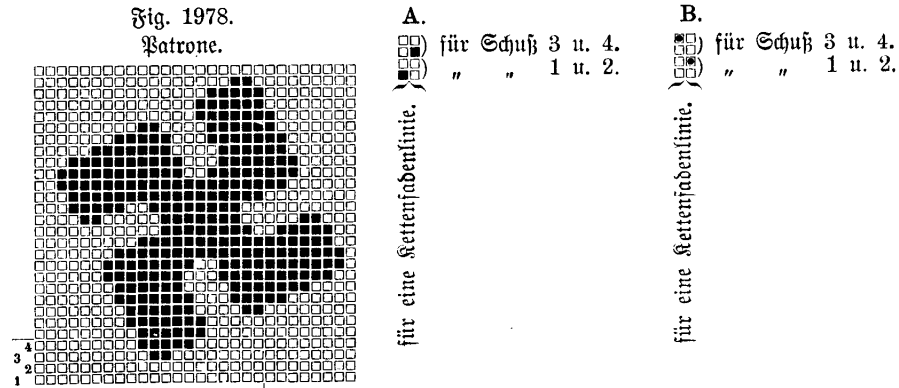 Fig. 1978.
Patrone.
4
3
2
1
A.
) für Schuß 3 u. 4.
) „ „ 1 u. 2.
für eine Kettenfadenlinie.
B.
) für Schuß 3 u. 4.
) „ „ 1 u. 2.
für eine Kettenfadenlinie.